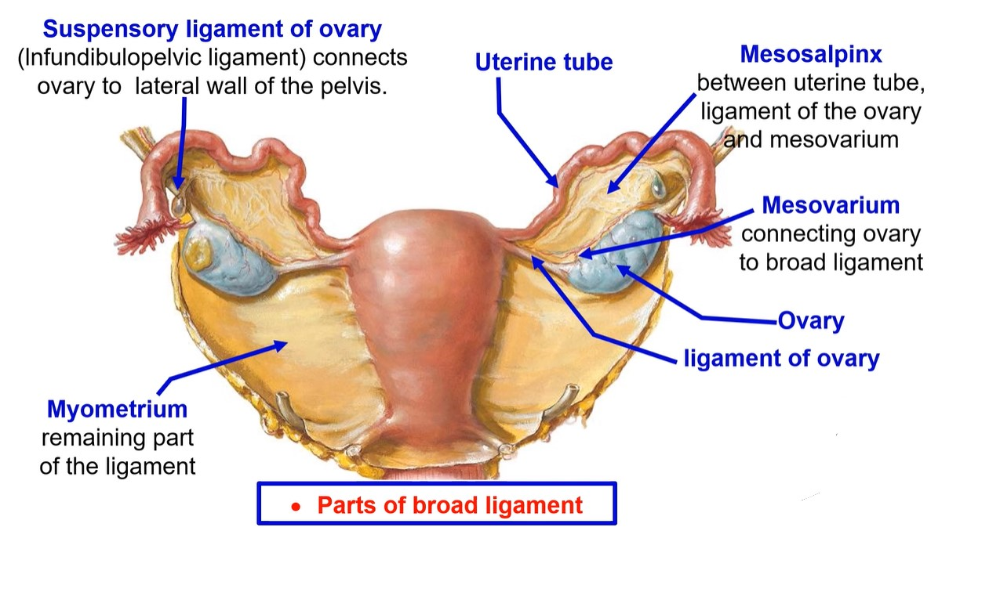 Suspensory ligament of ovary
(Infundibulopelvic ligament) connects
ovary to lateral wall of the pelvis.
Uterine tube
Mesosalpinx
between uterine tube,
ligament of the ovary
and mesovarium
Mesovarium
connecting ovary
to broad ligament
Ovary
ligament of ovary
Myometrium
remaining part
of the ligament
• Parts of broad ligament